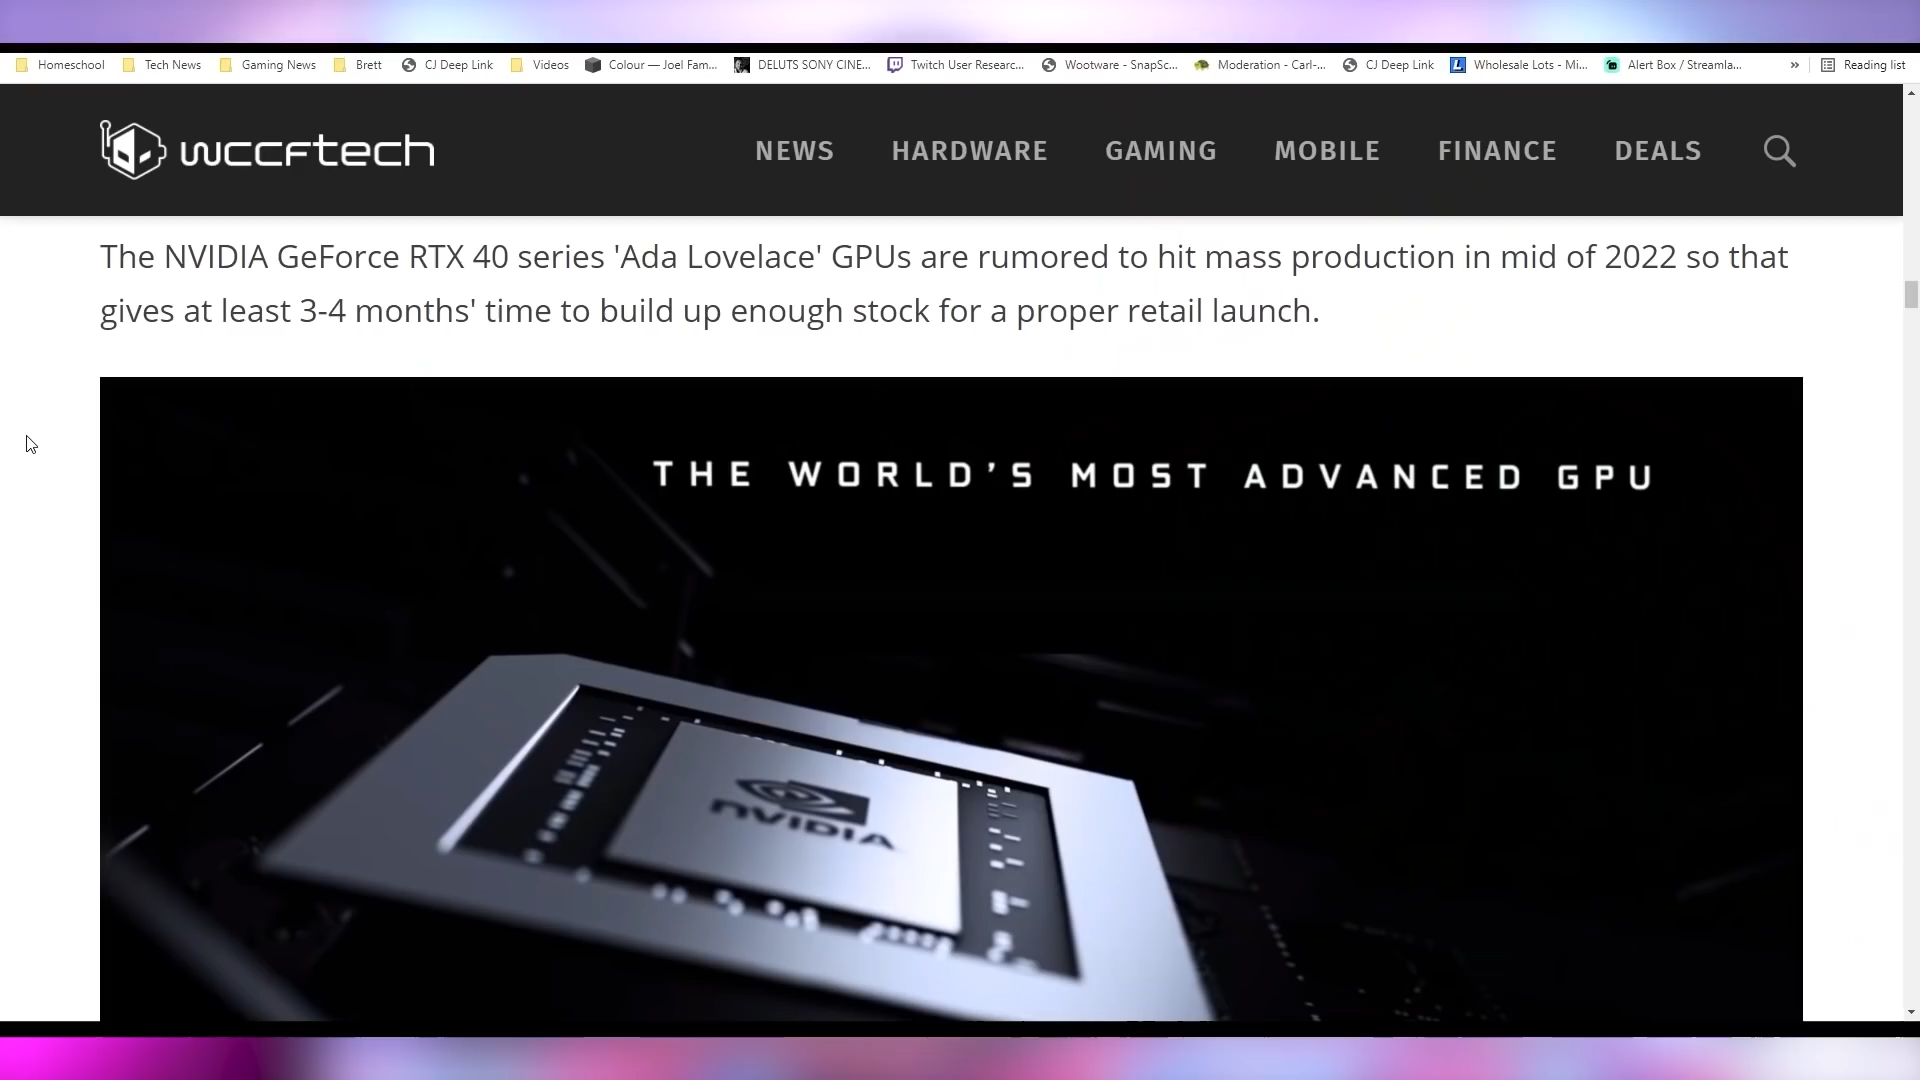 Homeschool Tech News Gaming News Brett CJ Deep Link Videos Colour — Joel Fam... DELUTS SONY CINE... Twitch User Researc... Wootware - SnapSc... Moderation - Carl-... CJ Deep Link Wholesale Lots - Mi... Alert Box / Streamla... » Reading list
wccftech NEWS HARDWARE GAMING MOBILE FINANCE DEALS
The NVIDIA GeForce RTX 40 series 'Ada Lovelace' GPUs are rumored to hit mass production in mid of 2022 so that
gives at least 3-4 months' time to build up enough stock for a proper retail launch.
THE WORLD'S MOST ADVANCED GPU
nVIDIA